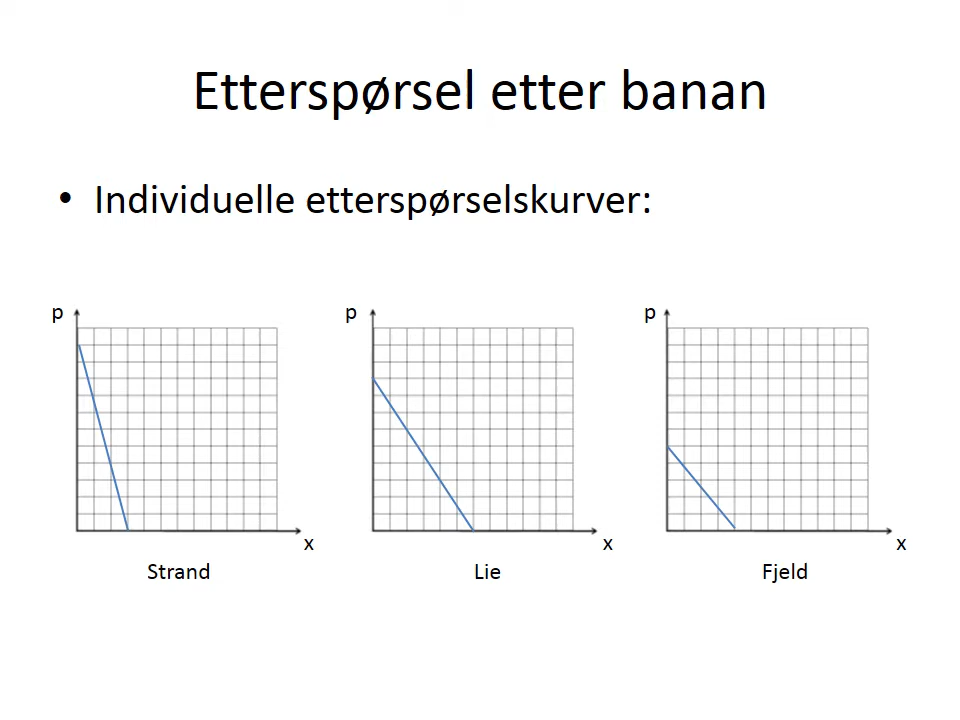 Etterspørsel etter banan
• Individuelle etterspørselskurver:
p
p
p
x
x
x
Strand
Lie
Fjeld